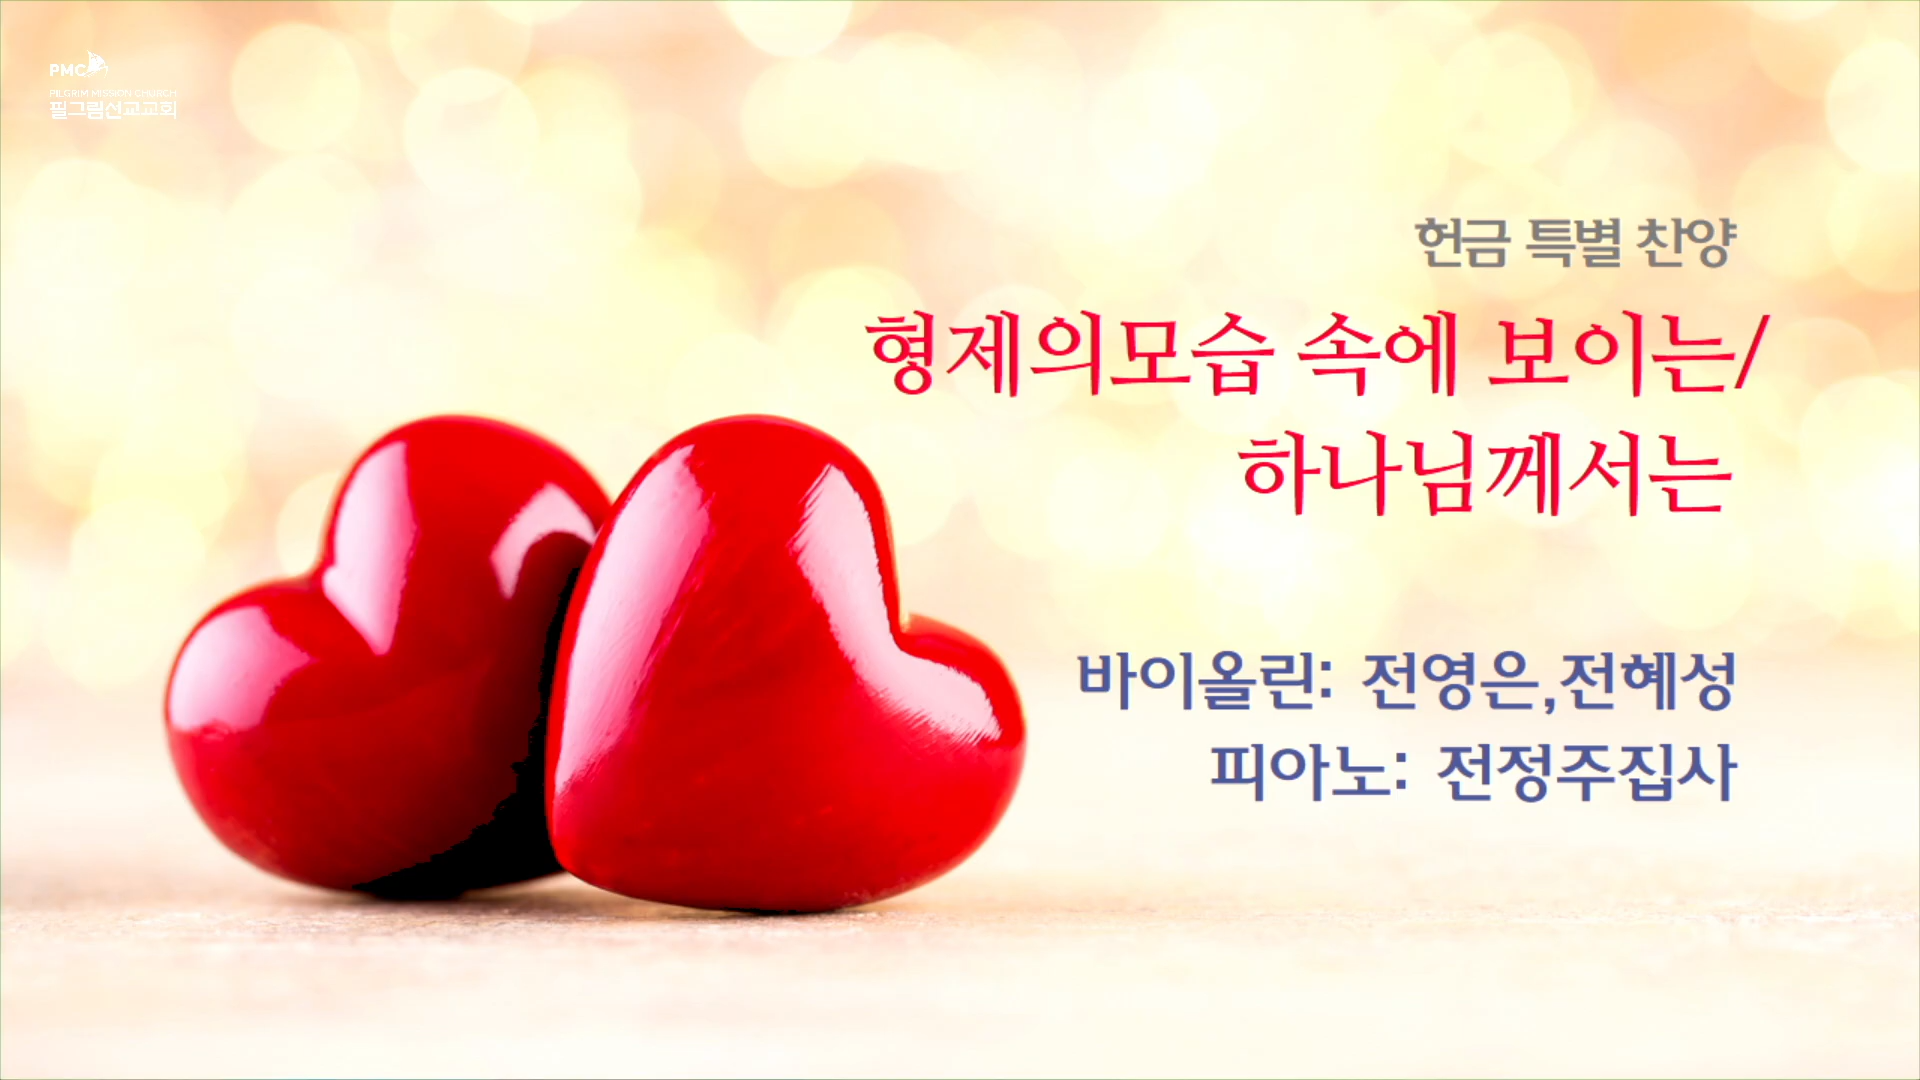 PMC
PILGRIM MISSION CHURCH
필그림선교교회
헌금 특별 찬양
형제의모습 속에 보이는/
하나님께서는
바이올린: 전영은,전혜성
피아노: 전정주집사